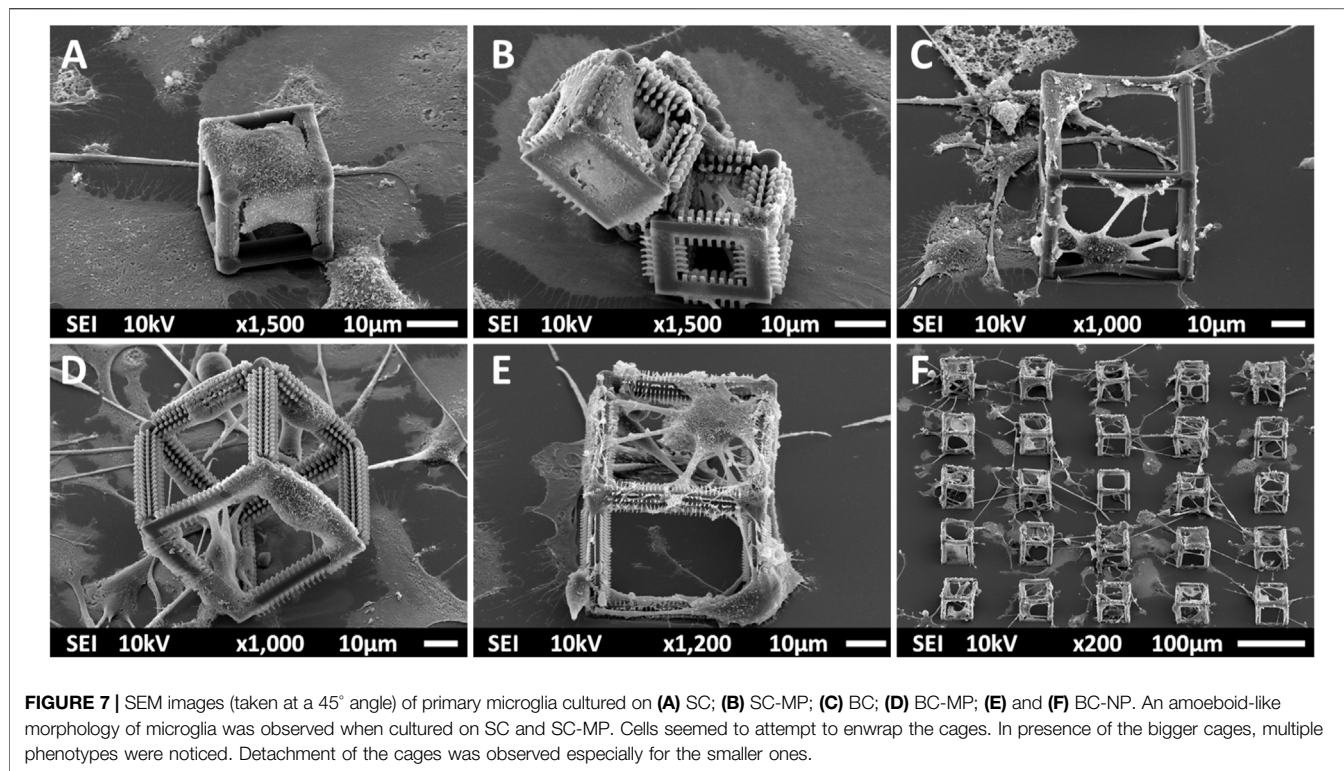 A
SEI 10kV x1,500 10µm
B
SEI 10kV x1,500 10µm
C
SEI 10kV x1,000 10µm
D
SEI 10kV x1,000 10µm
E
SEI 10kV x1,200 10µm
F
SEI 10kV x200 100µm
FIGURE 7 | SEM images (taken at a 45° angle) of primary microglia cultured on (A) SC; (B) SC-MP; (C) BC; (D) BC-MP; (E) and (F) BC-NP. An amoeboid-like
morphology of microglia was observed when cultured on SC and SC-MP. Cells seemed to attempt to enwrap the cages. In presence of the bigger cages, multiple
phenotypes were noticed. Detachment of the cages was observed especially for the smaller ones.